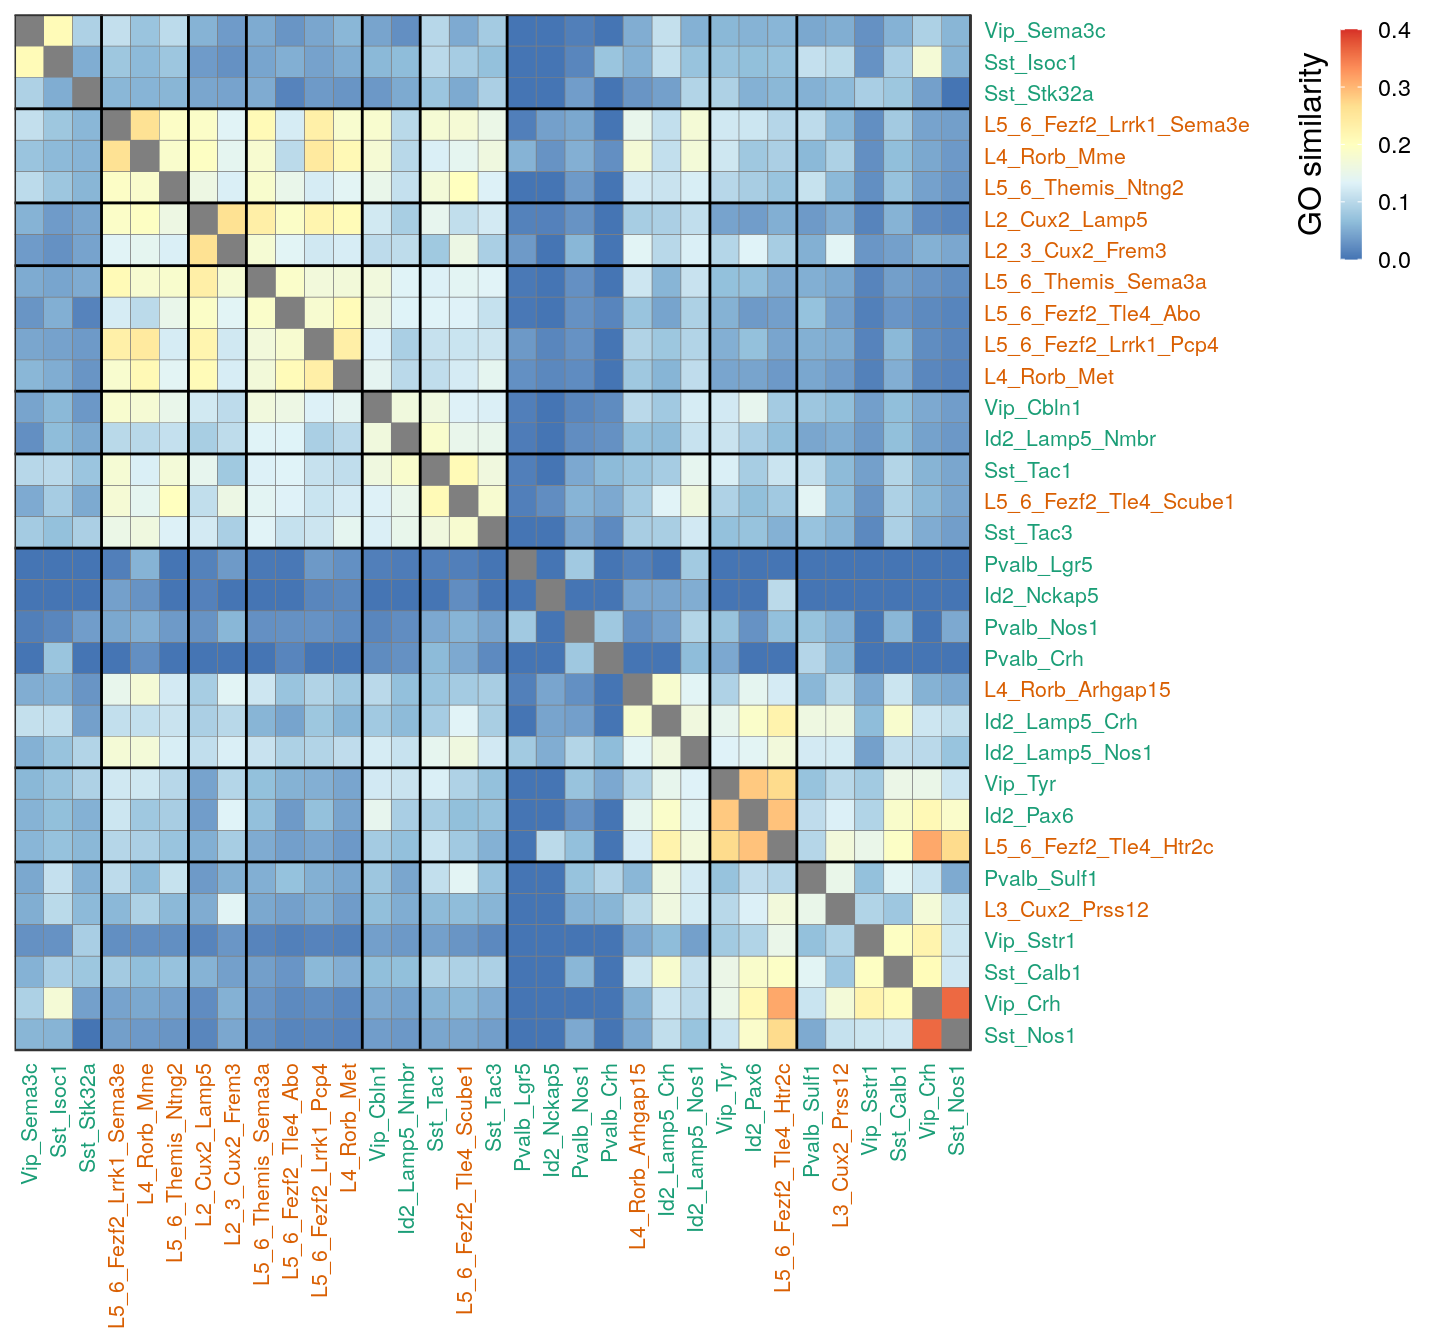 Vip_Sema3c
Sst_Isoc1
Sst_Stk32a
L5_6_Fezf2_Lrrk1_Sema3e
L4_Rorb_Mme
L5_6_Themis_Ntng2
L2_Cux2_Lamp5
L2_3_Cux2_Frem3
L5_6_Themis_Sema3a
L5_6_Fezf2_Tle4_Abo
L5_6_Fezf2_Lrrk1_Pcp4
L4_Rorb_Met
Vip_Cbln1
Id2_Lamp5_Nmbr
Sst_Tac1
L5_6_Fezf2_Tle4_Scube1
Sst_Tac3
Pvalb_Lgr5
Id2_Nckap5
Pvalb_Nos1
Pvalb_Crh
L4_Rorb_Arhgap15
Id2_Lamp5_Crh
Id2_Lamp5_Nos1
Vip_Tyr
Id2_Pax6
L5_6_Fezf2_Tle4_Htr2c
Pvalb_Sulf1
L3_Cux2_Prss12
Vip_Sstr1
Sst_Calb1
Vip_Crh
Sst_Nos1
GO similarity
0.4
0.3
0.2
0.1
0.0
Vip_Sema3c
Sst_Isoc1
Sst_Stk32a
L5_6_Fezf2_Lrrk1_Sema3e
L4_Rorb_Mme
L5_6_Themis_Ntng2
L2_Cux2_Lamp5
L2_3_Cux2_Frem3
L5_6_Themis_Sema3a
L5_6_Fezf2_Tle4_Abo
L5_6_Fezf2_Lrrk1_Pcp4
L4_Rorb_Met
Vip_Cbln1
Id2_Lamp5_Nmbr
Sst_Tac1
L5_6_Fezf2_Tle4_Scube1
Sst_Tac3
Pvalb_Lgr5
Id2_Nckap5
Pvalb_Nos1
Pvalb_Crh
L4_Rorb_Arhgap15
Id2_Lamp5_Crh
Id2_Lamp5_Nos1
Vip_Tyr
Id2_Pax6
L5_6_Fezf2_Tle4_Htr2c
Pvalb_Sulf1
L3_Cux2_Prss12
Vip_Sstr1
Sst_Calb1
Vip_Crh
Sst_Nos1